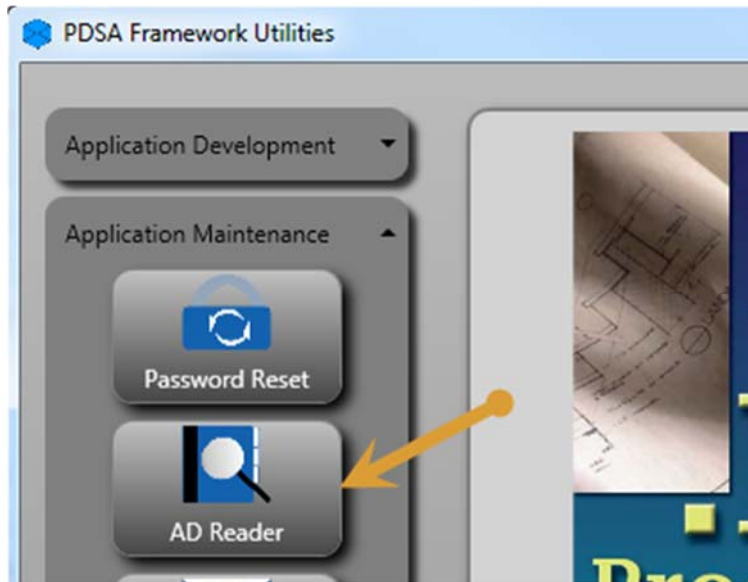 PDSA Framework Utilities
Application Development
Application Maintenance
Password Reset
AD Reader